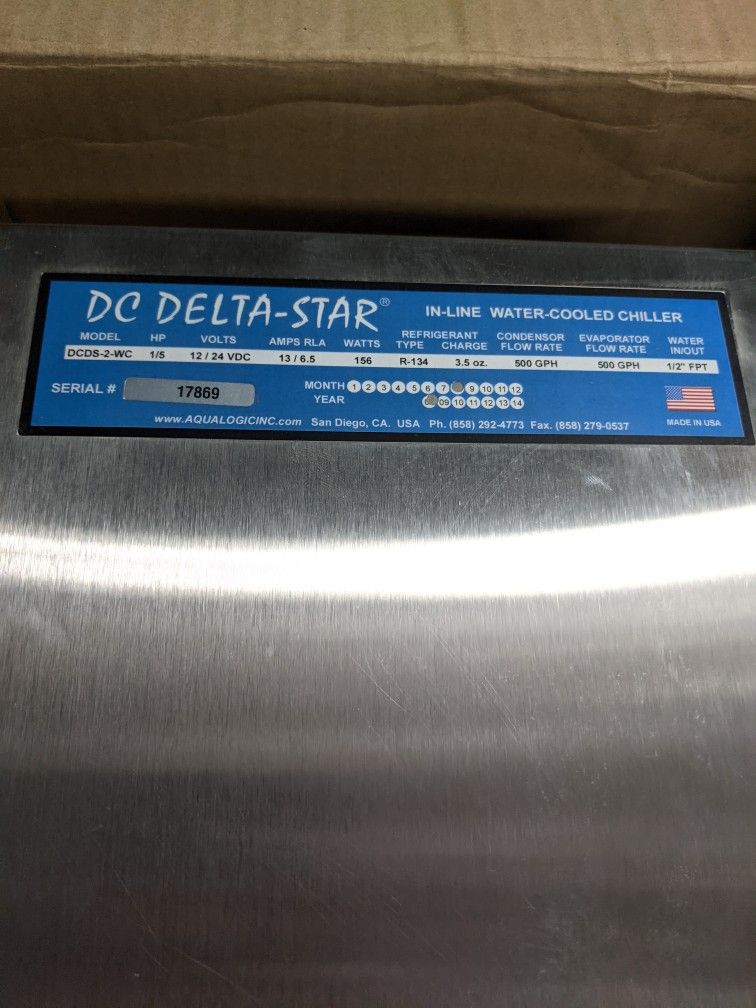 DC DELTA-STAR® IN-LINE WATER-COOLED CHILLER
MODEL HP VOLTS AMPS RLA WATTS REFRIGERANT TYPE CHARGE CONDENSOR FLOW RATE EVAPORATOR FLOW RATE WATER IN/OUT
DCDS-2-WC 1/5 12 / 24 VDC 13 / 6.5 156 R-134 3.5 oz. 500 GPH 500 GPH 1/2" FPT
SERIAL # 17869
MONTH 1 2 3 4 5 6 7 9 10 11 12
YEAR 09 10 11 12 13 14
MADE IN USA
www.AQUALOGICINC.com San Diego, CA. USA Ph. (858) 292-4773 Fax. (858) 279-0537